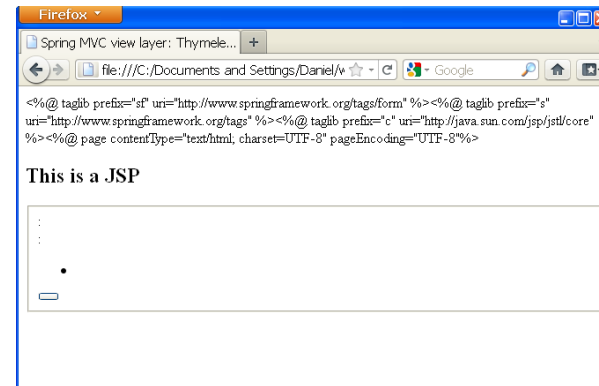 Firefox
Spring MVC view layer: Thymele...
file:///C:/Documents and Settings/Daniel/w
Google
<%@ taglib prefix="sf" uri="http://www.springframework.org/tags/form" %><%@ taglib prefix="s"
uri="http://www.springframework.org/tags" %><%@ taglib prefix="c" uri="http://java.sun.com/jsp/jstl/core"
%><%@ page contentType="text/html; charset=UTF-8" pageEncoding="UTF-8"%>
This is a JSP
:
: